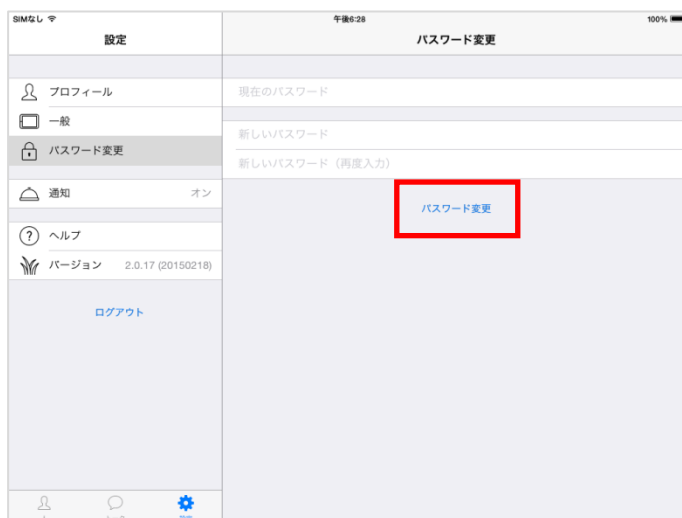 SIMなし 午後6:28 100%
設定
パスワード変更
プロフィール
一般
パスワード変更
通知 オン
ヘルプ
バージョン 2.0.17 (20150218)
ログアウト
現在のパスワード
新しいパスワード
新しいパスワード（再度入力）
パスワード変更